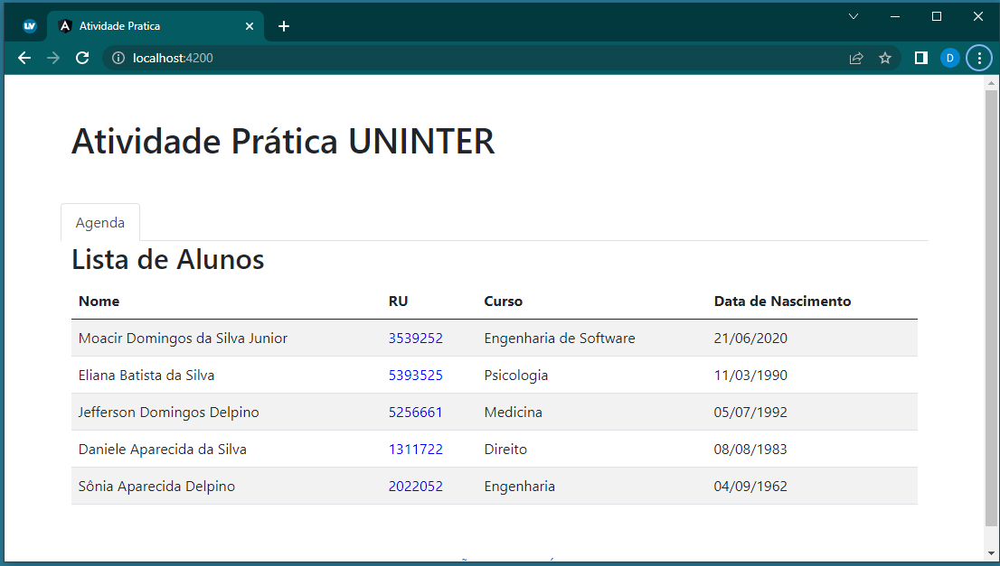 LV
Atividade Pratica
localhost:4200
D
Atividade Prática UNINTER
Agenda
Lista de Alunos
Nome RU Curso Data de Nascimento
Moacir Domingos da Silva Junior 3539252 Engenharia de Software 21/06/2020
Eliana Batista da Silva 5393525 Psicologia 11/03/1990
Jefferson Domingos Delpino 5256661 Medicina 05/07/1992
Daniele Aparecida da Silva 1311722 Direito 08/08/1983
Sônia Aparecida Delpino 2022052 Engenharia 04/09/1962